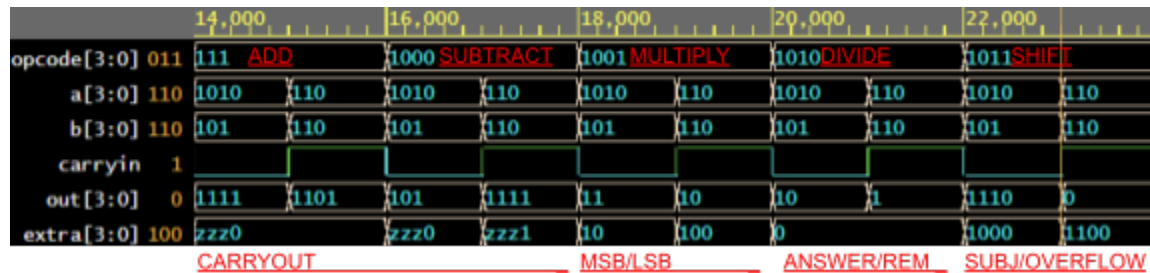 14,000 16,000 18,000 20,000 22,000
opcode[3:0] 011 111 ADD 1000 SUBTRACT 1001 MULTIPLY 1010 DIVIDE 1011 SHIFT
a[3:0] 110 1010 110 1010 110 1010 110 1010 110 1010 110
b[3:0] 110 101 110 101 110 101 110 101 110 101 110
carryin 1
out[3:0] 0 1111 1101 101 1111 11 10 10 1 1110 0
extra[3:0] 100 zzz0 zzz0 zzz1 10 100 0 1000 1100
CARRYOUT MSB/LSB ANSWER/REM SUBJ/OVERFLOW